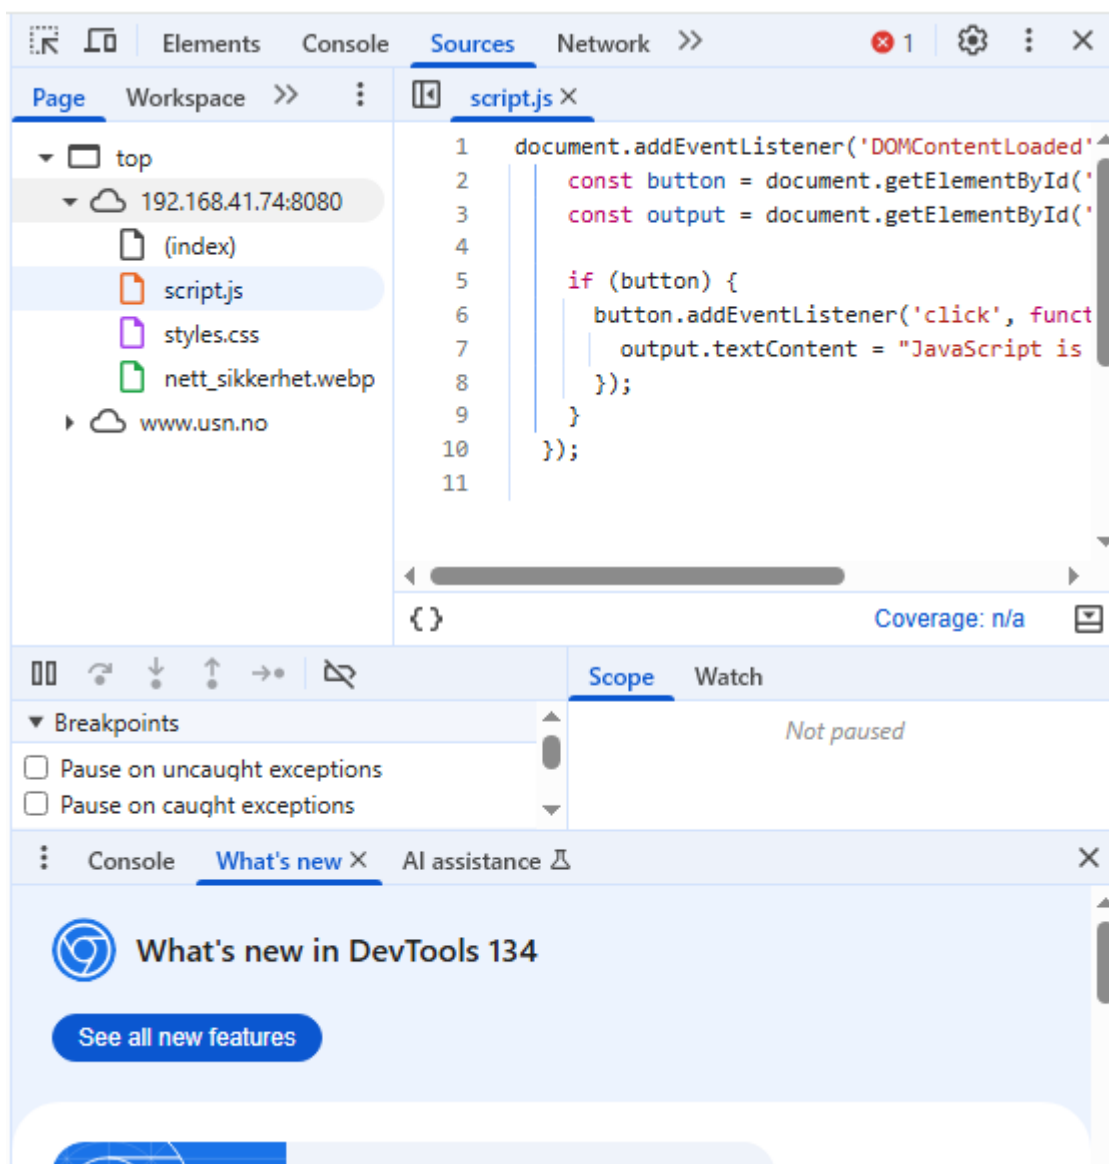 Elements Console Sources Network 1
Page Workspace script.js
top
192.168.41.74:8080
(index)
script.js
styles.css
nett_sikkerhet.webp
www.usn.no
1 document.addEventListener('DOMContentLoaded'
2 const button = document.getElementById('
3 const output = document.getElementById('
4
5 if (button) {
6 button.addEventListener('click', funct
7 output.textContent = "JavaScript is
8 });
9 }
10 });
11
{} Coverage: n/a
Scope Watch
Breakpoints
Not paused
Pause on uncaught exceptions
Pause on caught exceptions
Console What's new AI assistance
What's new in DevTools 134
See all new features